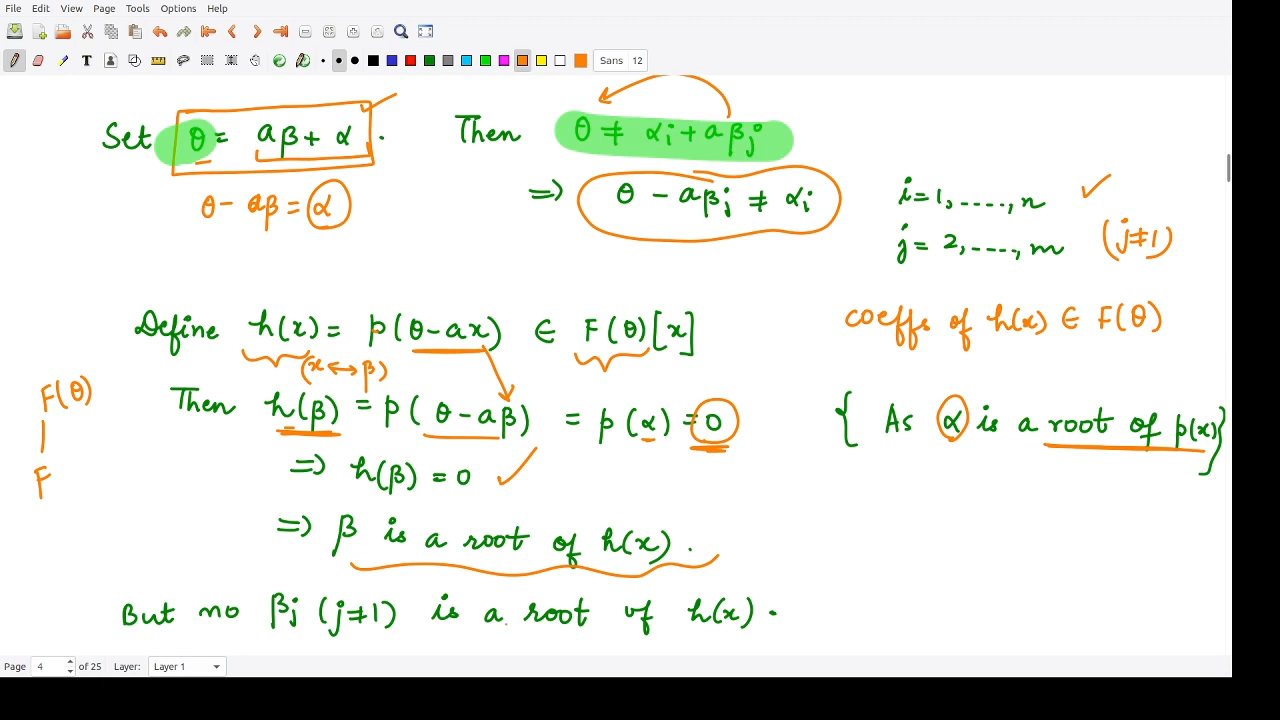 File Edit View Page Tools Options Help
Sans 12
Set θ = aβ + α . Then θ ≠ αi + aβj
θ - aβ = α ⇒ θ - aβj ≠ αi i = 1, ----, n
j = 2, ----, m (j≠1)
Define h(x) = p(θ-ax) ∈ F(θ)[x] coeffs of h(x) ∈ F(θ)
(x ↔ β)
F(θ)
Then h(β) = p(θ-aβ) = p(α) = 0 { As α is a root of p(x)}
F
⇒ h(β) = 0
⇒ β is a root of h(x) .
But no βj (j≠1) is a root of h(x) .
Page 4 of 25 Layer: Layer 1